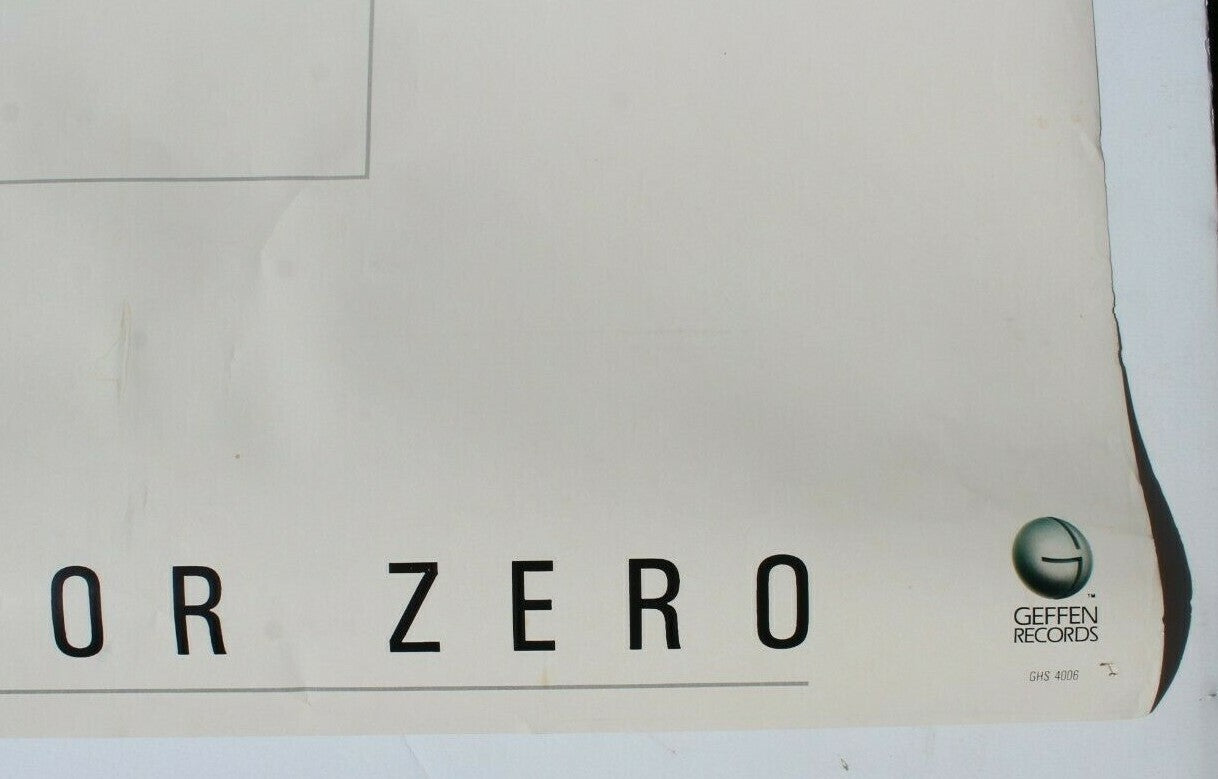 OR ZERO
GEFFEN
RECORDS
GHS 4006